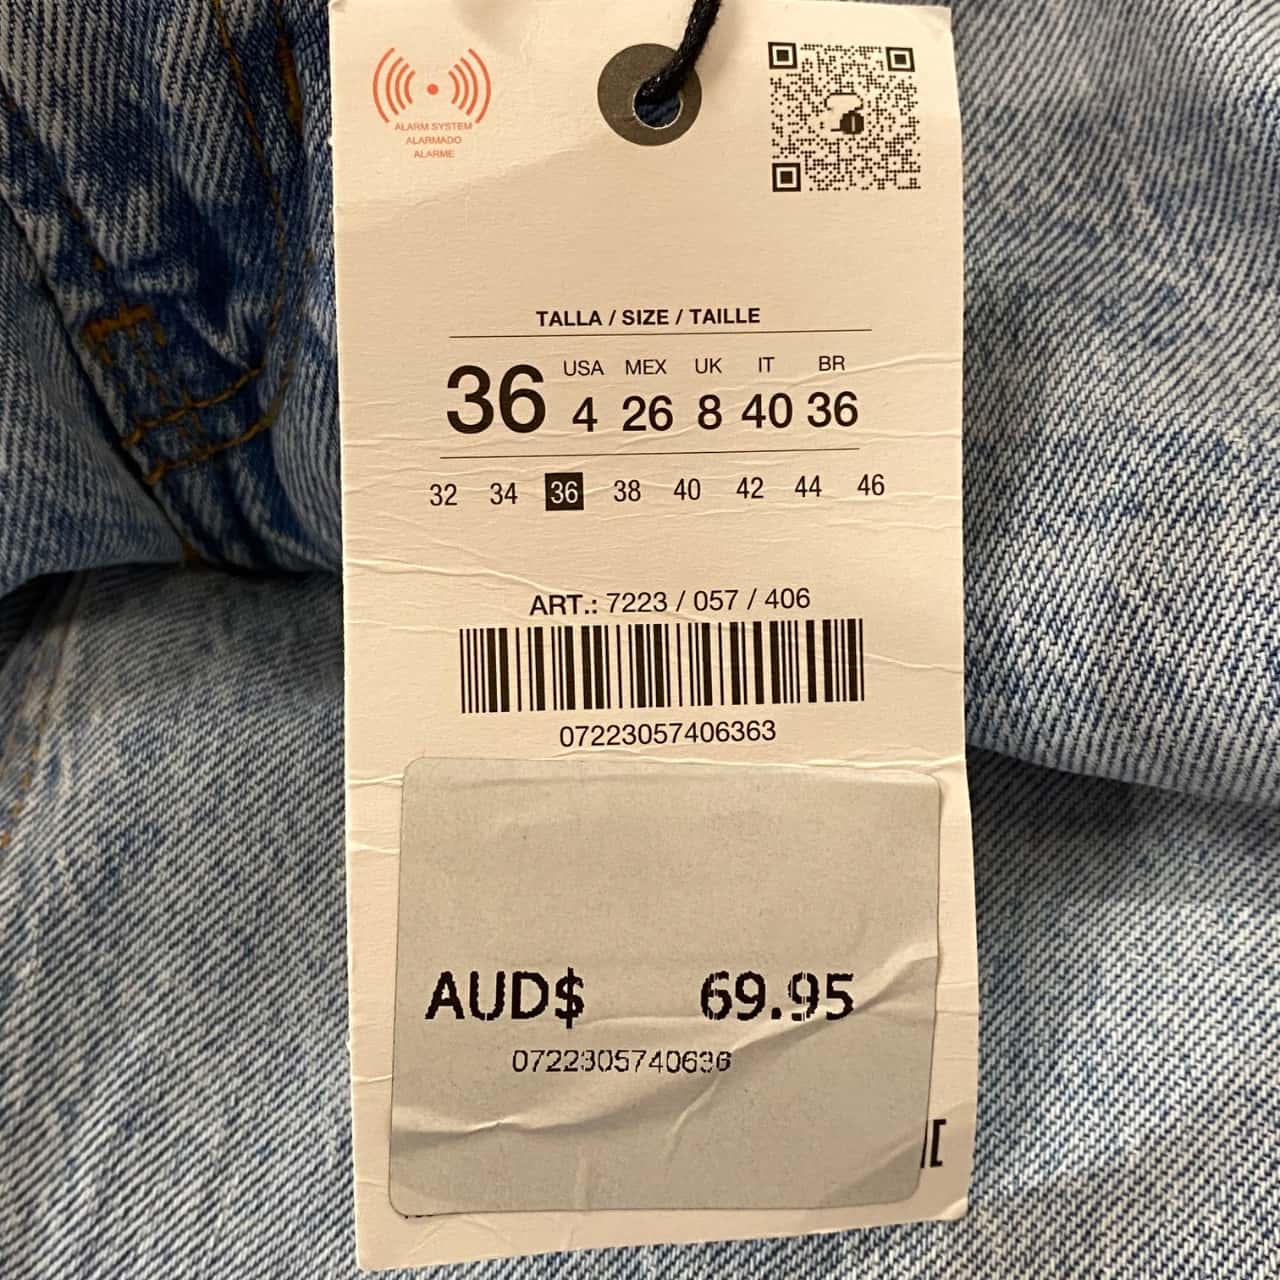 ALARM SYSTEM
ALARMADO
ALARME
TALLA / SIZE / TAILLE
36
USA MEX UK IT BR
4 26 8 40 36
32 34 36 38 40 42 44 46
ART.: 7223 / 057 / 406
07223057406363
AUD$ 69.95
0722305740636